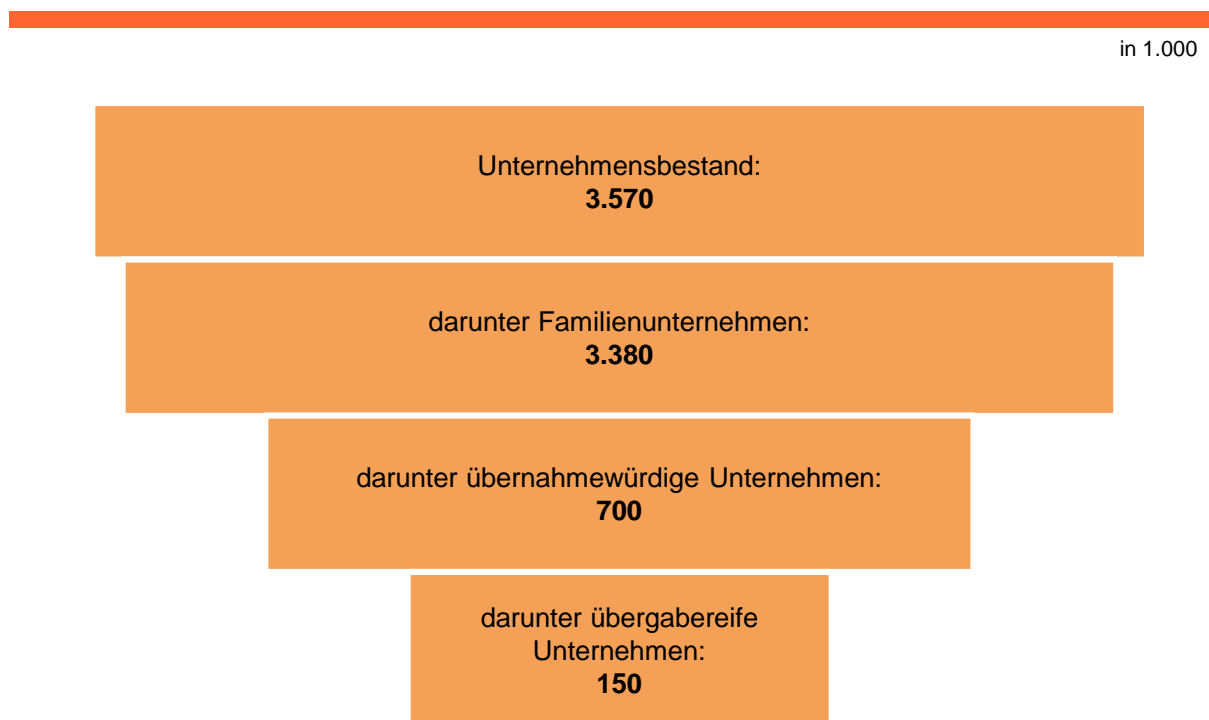 in 1.000
Unternehmensbestand:
3.570
darunter Familienunternehmen:
3.380
darunter übernahmewürdige Unternehmen:
700
darunter übergabereife
Unternehmen:
150